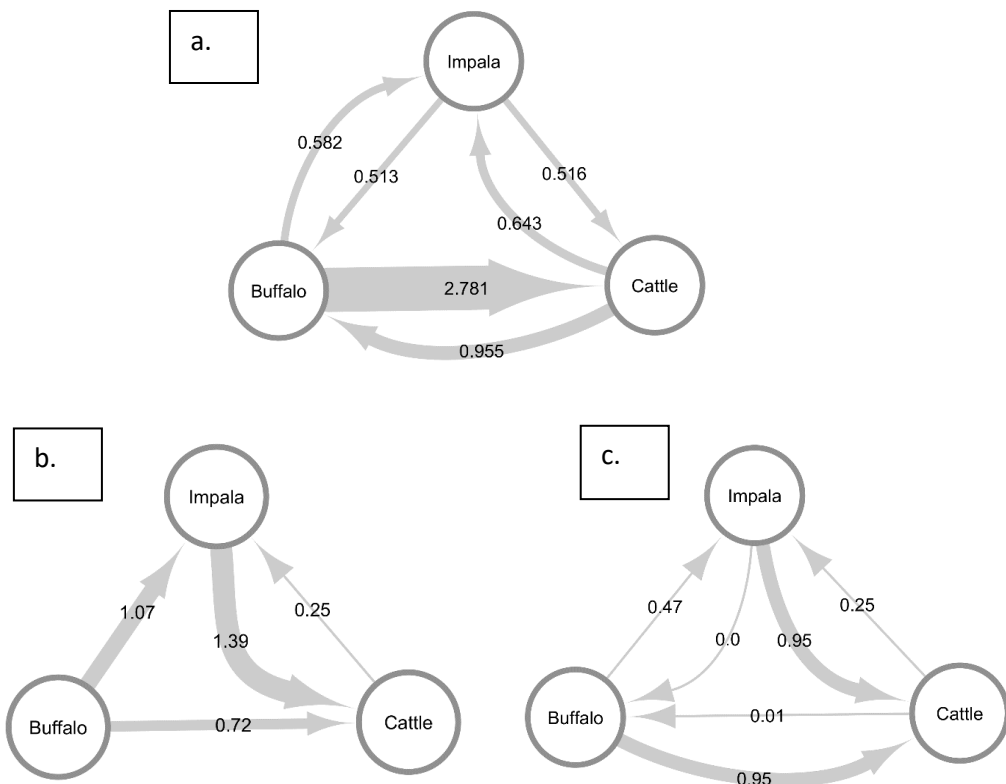 a.
Impala
0.582
0.513
0.516
0.643
Buffalo
2.781
Cattle
0.955
b.
Impala
1.07
0.25
1.39
Buffalo
0.72
Cattle
c.
Impala
0.47
0.25
0.0
0.95
Buffalo
0.01
Cattle
0.95